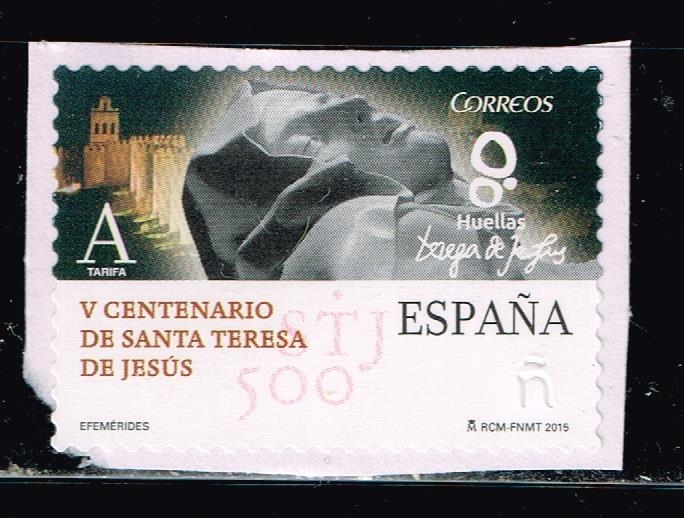 CORREOS
Huellas
teresa de Jesús
A
TARIFA
V CENTENARIO
DE SANTA TERESA
DE JESÚS
STJ
500
ESPAÑA
ñ
EFEMÉRIDES
RCM-FNMT 2015